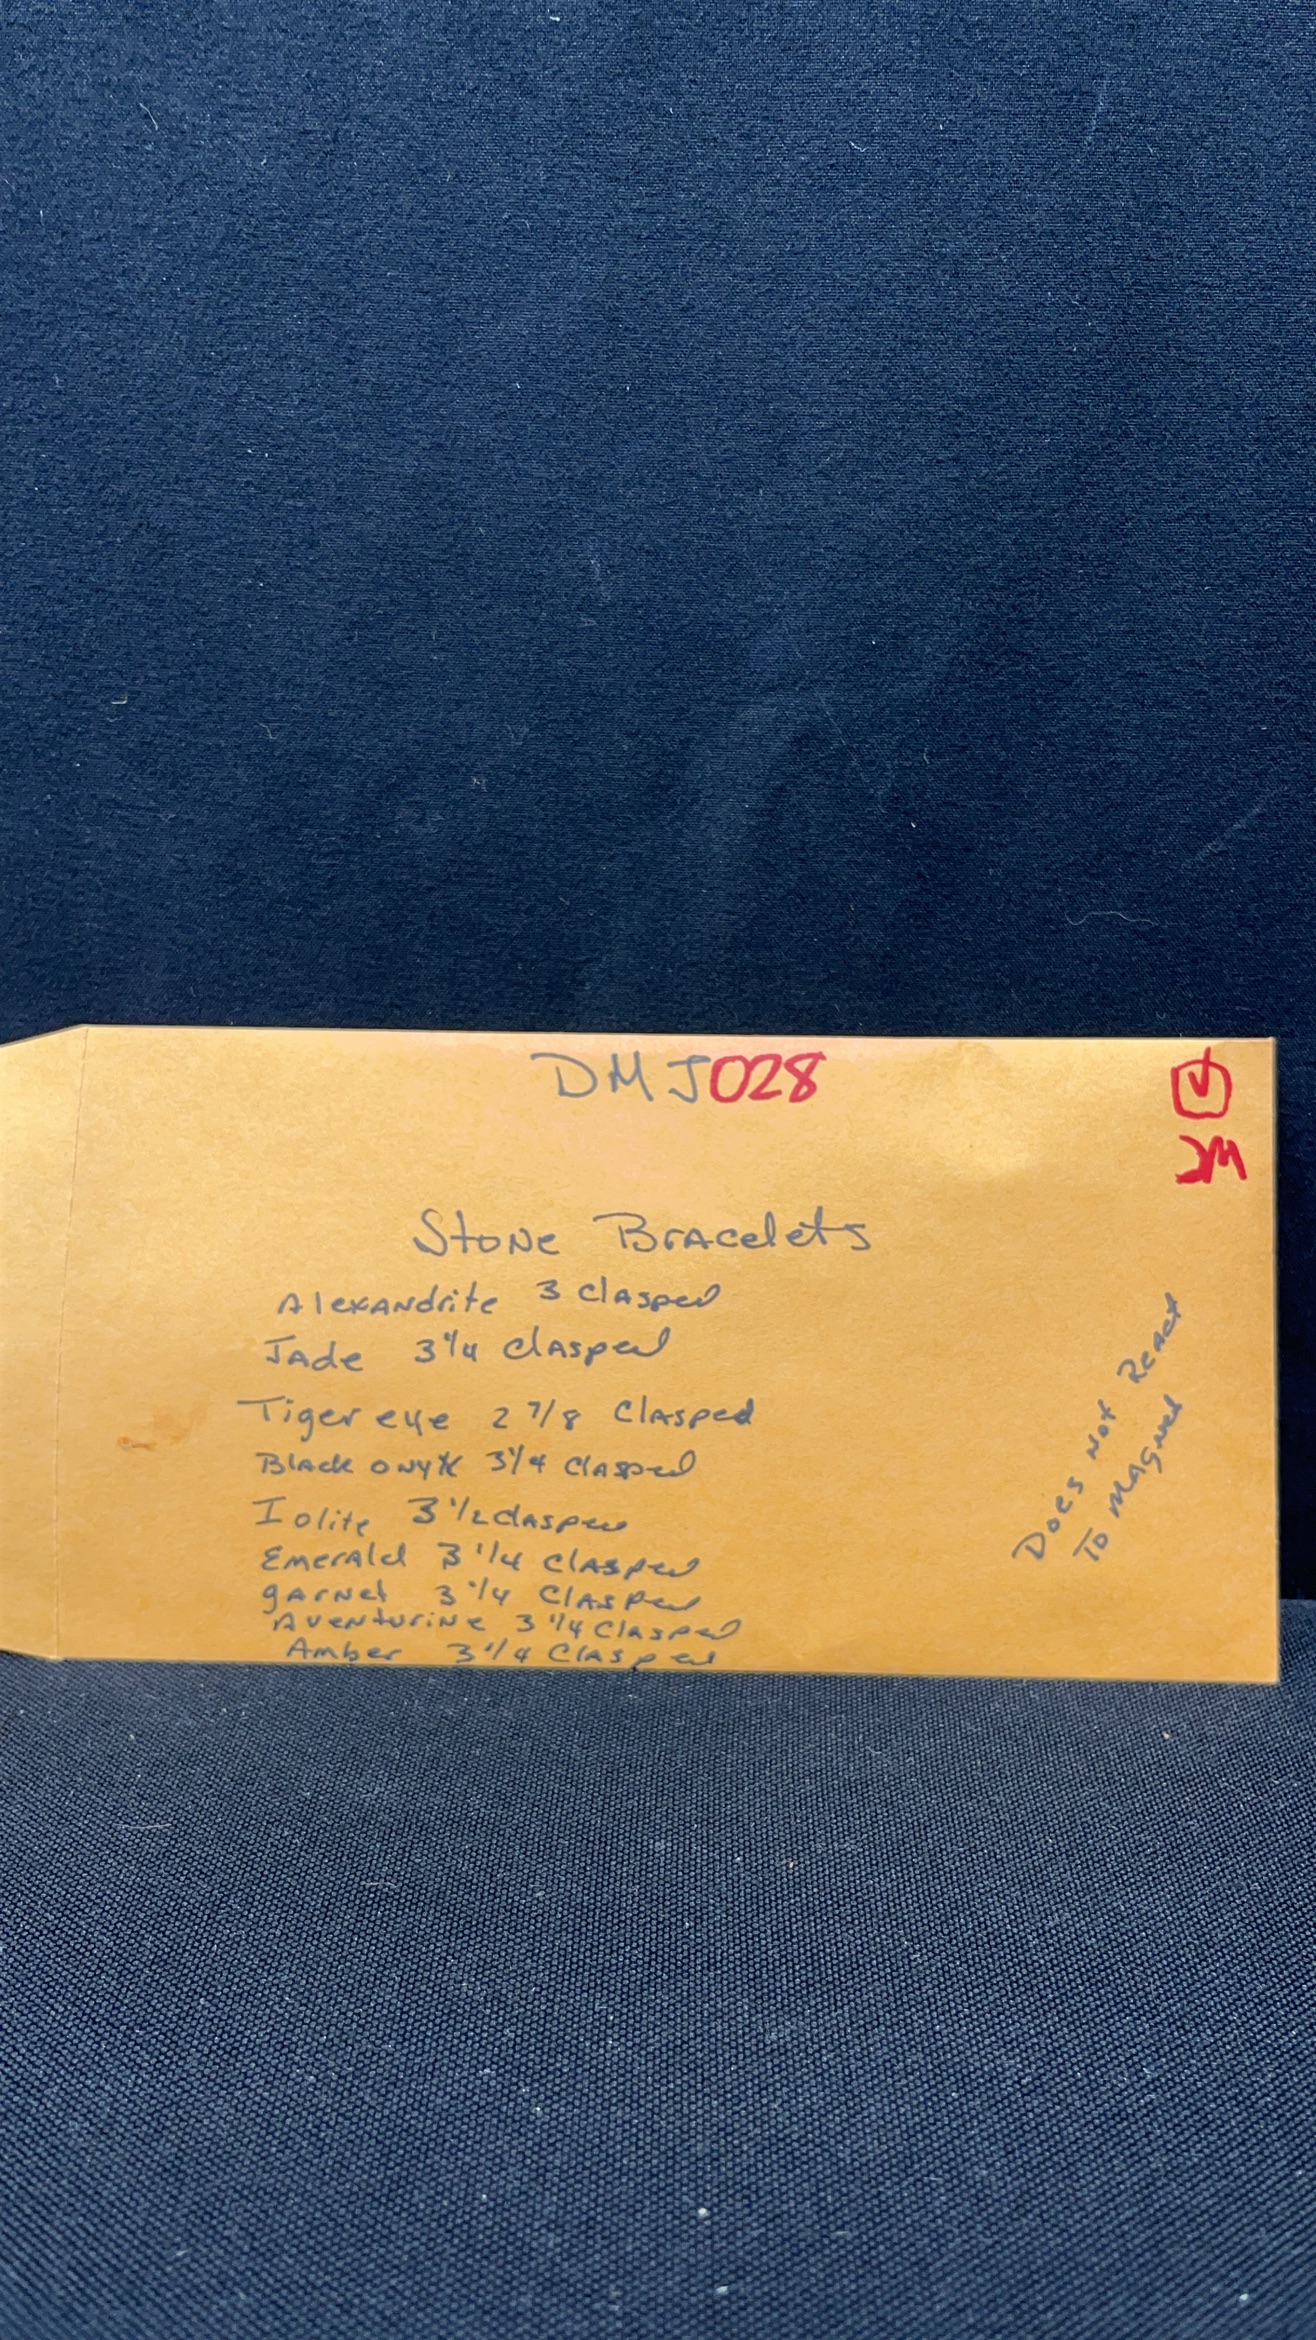 DMJ028
JM
Stone Bracelets
Alexandrite 3 Clasped
Jade 3 1/4 Clasped
Tiger eye 2 7/8 Clasped
Black onyx 3 1/4 Clasped
Iolite 3 1/2 Clasped
Emerald 3 1/4 Clasped
garnet 3 1/4 Clasped
Aventurine 3 1/4 Clasped
Amber 3 1/4 Clasped
Does Not React
To Magnet